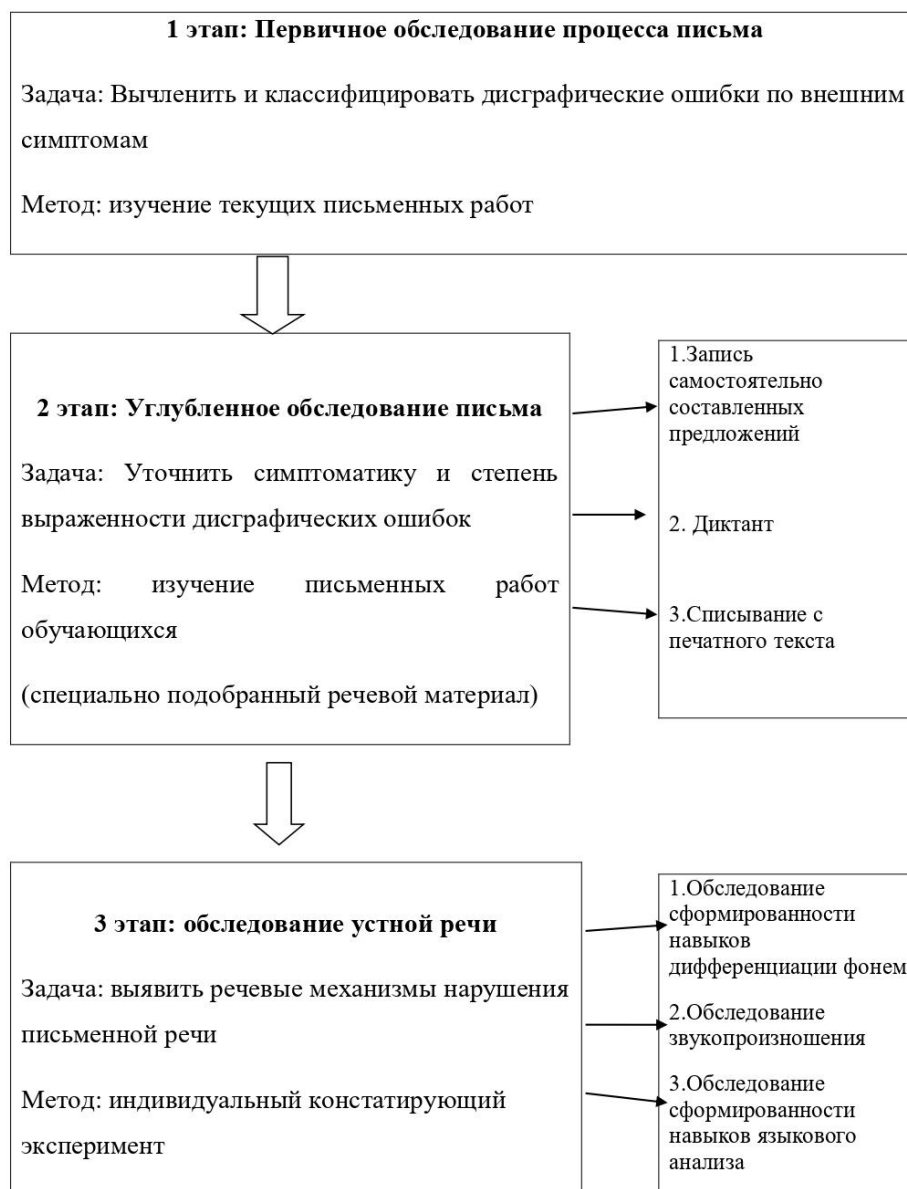 1 этап: Первичное обследование процесса письма
Задача: Вычленить и классифицировать дисграфические ошибки по внешним
симптомам
Метод: изучение текущих письменных работ
2 этап: Углубленное обследование письма
Задача: Уточнить симптоматику и степень
выраженности дисграфических ошибок
Метод: изучение письменных работ
обучающихся
(специально подобранный речевой материал)
1.Запись
самостоятельно
составленных
предложений
2. Диктант
3.Списывание с
печатного текста
3 этап: обследование устной речи
Задача: выявить речевые механизмы нарушения
письменной речи
Метод: индивидуальный констатирующий
эксперимент
1.Обследование
сформированности
навыков
дифференциации фонем
2.Обследование
звукопроизношения
3.Обследование
сформированности
навыков языкового
анализа